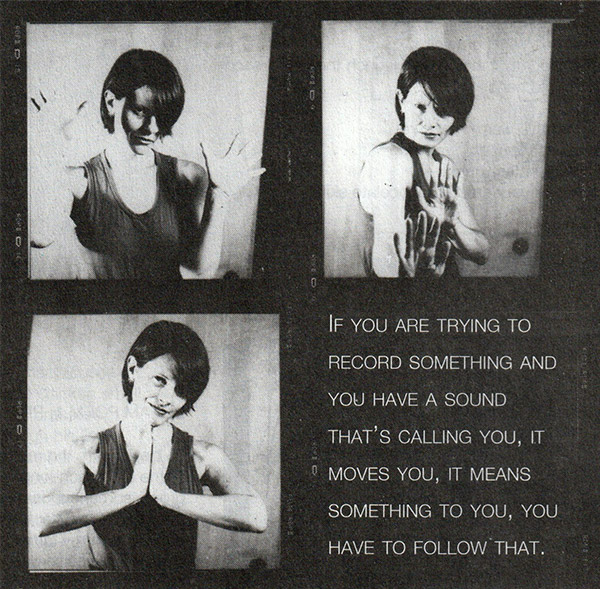 IF YOU ARE TRYING TO
RECORD SOMETHING AND
YOU HAVE A SOUND
THAT'S CALLING YOU, IT
MOVES YOU, IT MEANS
SOMETHING TO YOU, YOU
HAVE TO FOLLOW THAT.